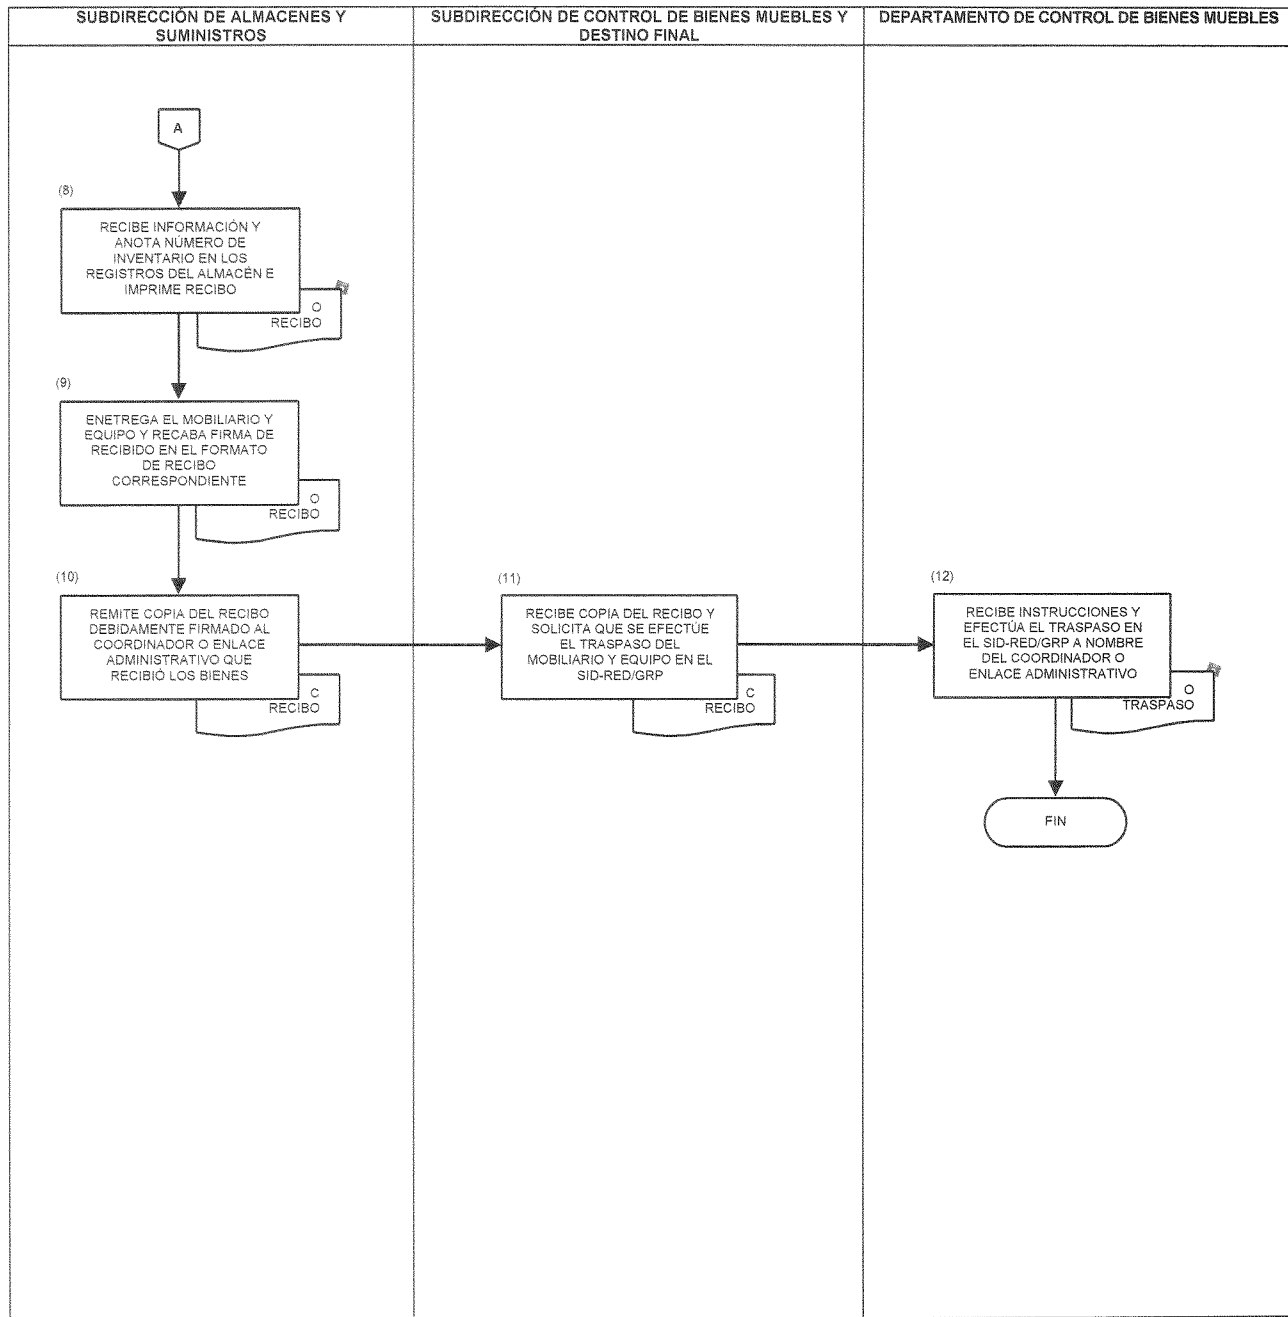 SUBDIRECCIÓN DE ALMACENES Y
SUMINISTROS
SUBDIRECCIÓN DE CONTROL DE BIENES MUEBLES Y
DESTINO FINAL
DEPARTAMENTO DE CONTROL DE BIENES MUEBLES
A
(8)
RECIBE INFORMACIÓN Y
ANOTA NÚMERO DE
INVENTARIO EN LOS
REGISTROS DEL ALMACÉN E
IMPRIME RECIBO
O
RECIBO
(9)
ENETREGA EL MOBILIARIO Y
EQUIPO Y RECABA FIRMA DE
RECIBIDO EN EL FORMATO
DE RECIBO
CORRESPONDIENTE
O
RECIBO
(10)
REMITE COPIA DEL RECIBO
DEBIDAMENTE FIRMADO AL
COORDINADOR O ENLACE
ADMINISTRATIVO QUE
RECIBIÓ LOS BIENES
C
RECIBO
(11)
RECIBE COPIA DEL RECIBO Y
SOLICITA QUE SE EFECTÚE
EL TRASPASO DEL
MOBILIARIO Y EQUIPO EN EL
SID-RED/GRP
C
RECIBO
(12)
RECIBE INSTRUCCIONES Y
EFECTÚA EL TRASPASO EN
EL SID-RED/GRP A NOMBRE
DEL COORDINADOR O
ENLACE ADMINISTRATIVO
O
TRASPASO
FIN